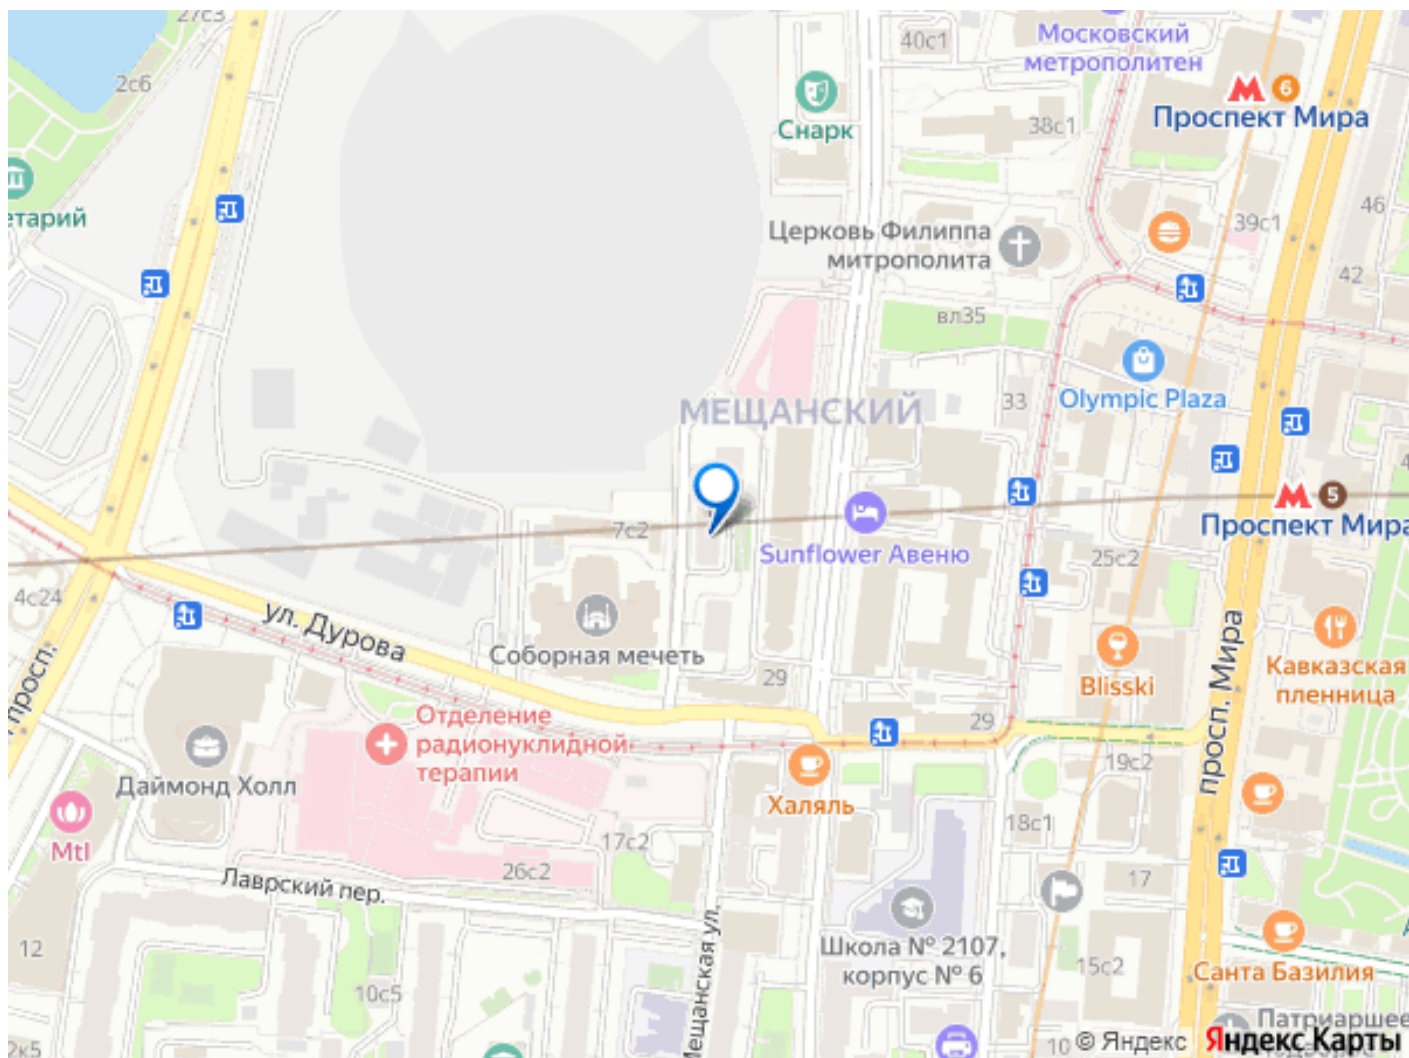 27с3
40с1
Московский
метрополитен
2с6
6
Проспект Мира
Снарк
38с1
етарий
46
39с1
Церковь Филиппа
митрополита
42
вл35
МЕЩАНСКИЙ
33
Olympic Plaza
5
Проспект Мира
7с2
Sunflower Авеню
25с2
4с24
ул. Дурова
Соборная мечеть
29
просп.
просп. Мира
Blisski
Кавказская
пленница
Отделение
радионуклидной
терапии
29
19с2
Даймонд Холл
Халяль
Mtl
17с2
18с1
26с2
Лаврский пер.
17
12
Мещанская ул.
Школа № 2107,
корпус № 6
15с2
Санта Базилия
10с5
2к5
10
Патриаршее
© Яндекс
Яндекс Карты